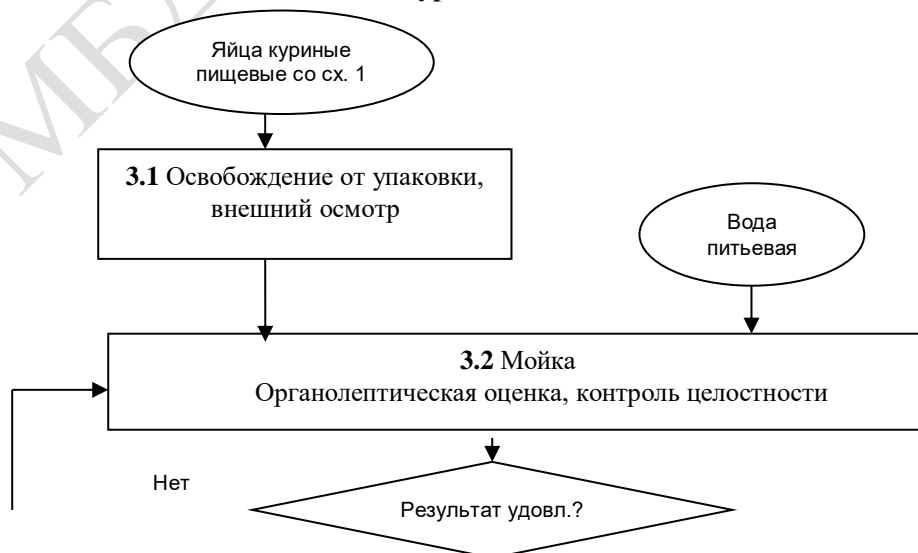 Яйца куриные
пищевые со сх. 1
3.1 Освобождение от упаковки,
внешний осмотр
Вода
питьевая
3.2 Мойка
Органолептическая оценка, контроль целостности
Нет
Результат удовл.?